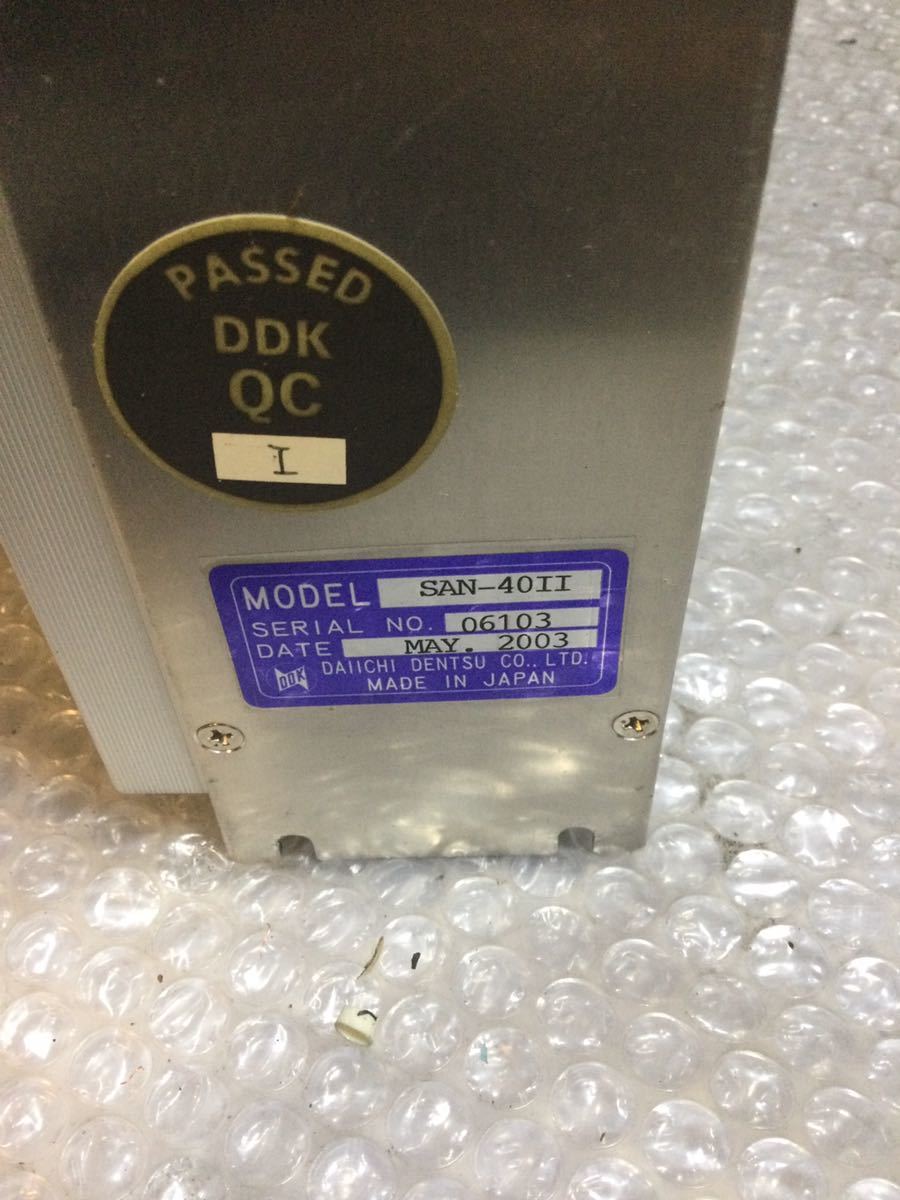 PASSED
DDK
QC
I
MODEL SAN-40II
SERIAL NO. 06103
DATE MAY. 2003
DDK DAIICHI DENTSU CO., LTD.
MADE IN JAPAN